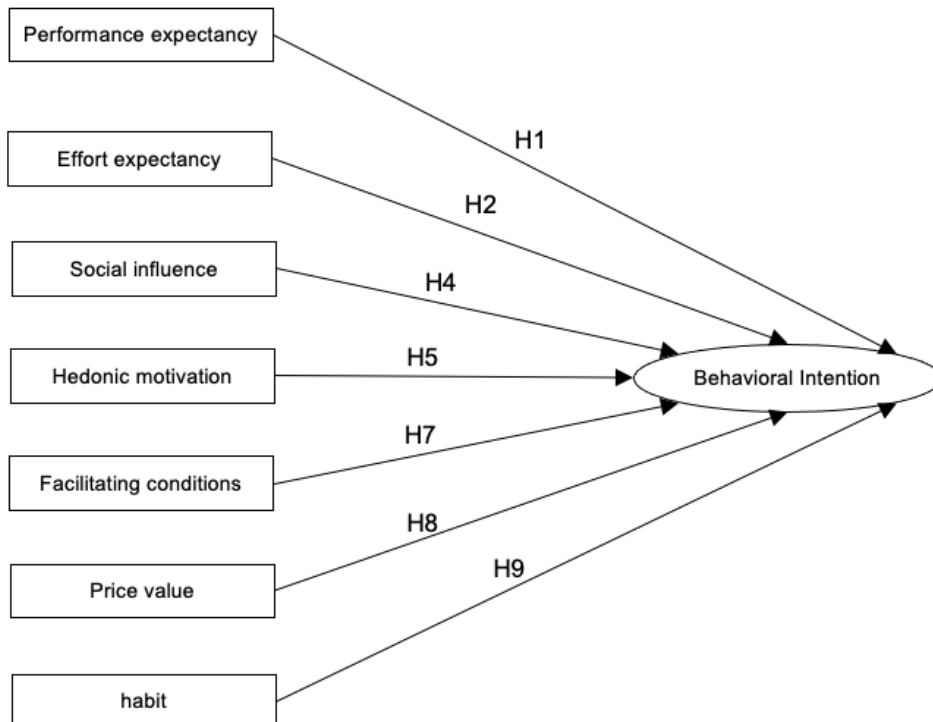 Performance expectancy
H1
Effort expectancy
H2
Social influence
H4
Hedonic motivation
H5
Behavioral Intention
H7
Facilitating conditions
H8
Price value
H9
habit